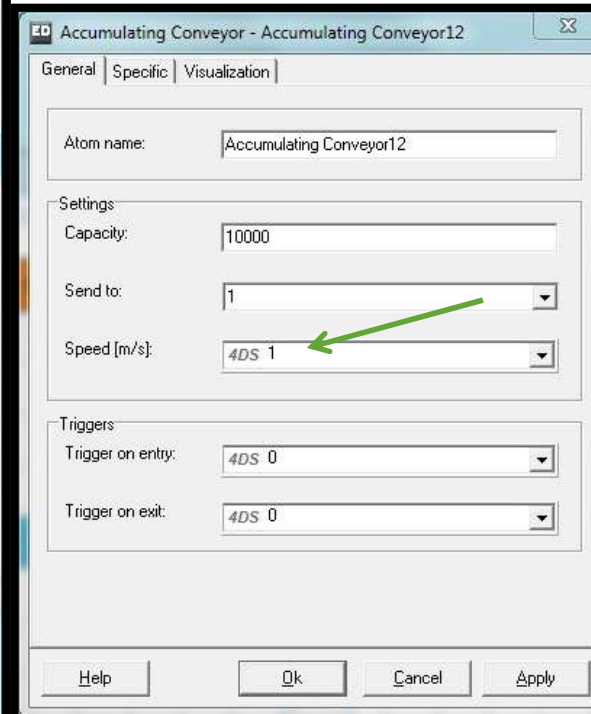 ED Accumulating Conveyor - Accumulating Conveyor12
General Specific Visualization
Atom name: Accumulating Conveyor12
Settings
Capacity: 10000
Send to: 1
Speed [m/s]: 4DS 1
Triggers
Trigger on entry: 4DS 0
Trigger on exit: 4DS 0
Help Ok Cancel Apply